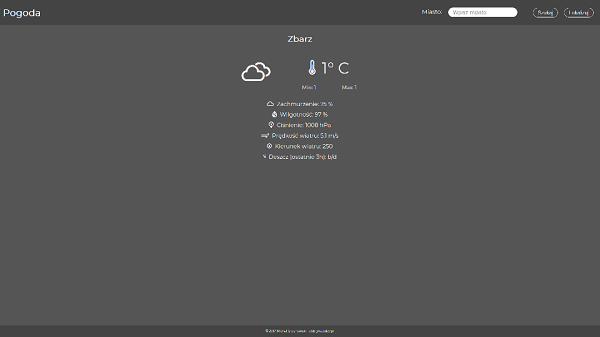 Pogoda
Miasto:
Wpisz miasto
Szukaj
Lokalizuj
Zbarz
1° C
Min: 1 Max: 1
Zachmurzenie: 75 %
Wilgotność: 97 %
Ciśnienie: 1008 hPa
Prędkość wiatru: 5.1 m/s
Kierunek wiatru: 250
Deszcz (ostatnie 3h): b/d